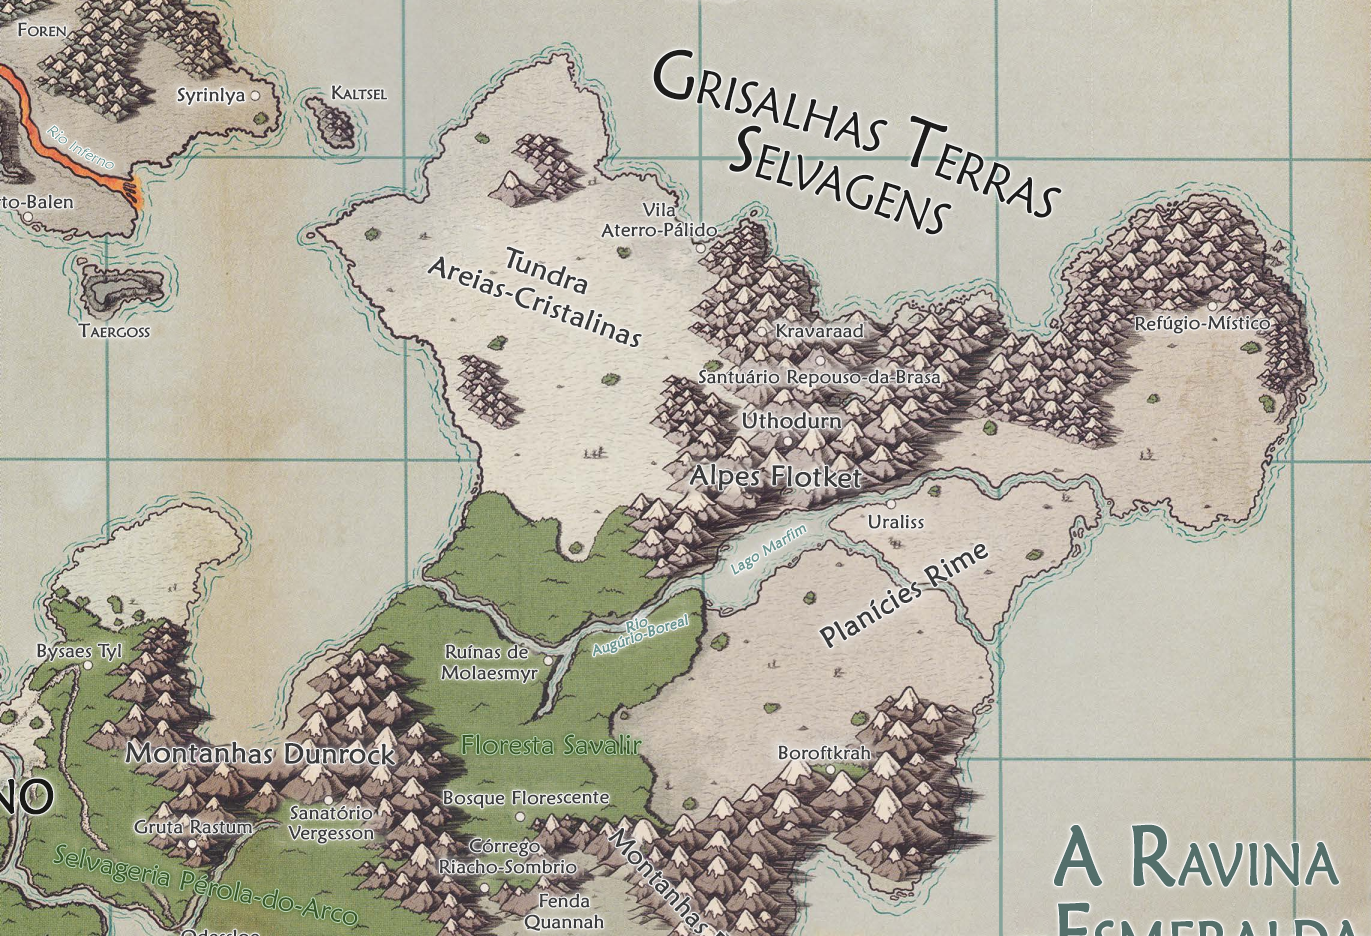 Foren
Syrinlya
Kaltsel
Rio Inferno
to-Balen
Taergoss
Grisalhas Terras
Selvagens
Vila
Aterro-Pálido
Tundra
Areias-Cristalinas
Kravaraad
Refúgio-Místico
Santuário Repouso-da-Brasa
Uthodurn
Alpes Flotket
Uraliss
Lago Marfim
Planícies Rime
Rio
Augúrio-Boreal
Ruínas de
Molaesmyr
Bysaes Tyl
Montanhas Dunrock
Floresta Savalir
Boroftkrah
NO
Bosque Florescente
Sanatório
Vergesson
Gruta Rastum
Córrego
Riacho-Sombrio
Montanhas
Selvageria Pérola-do-Arco
Fenda
Quannah
A Ravina
Esmeralda